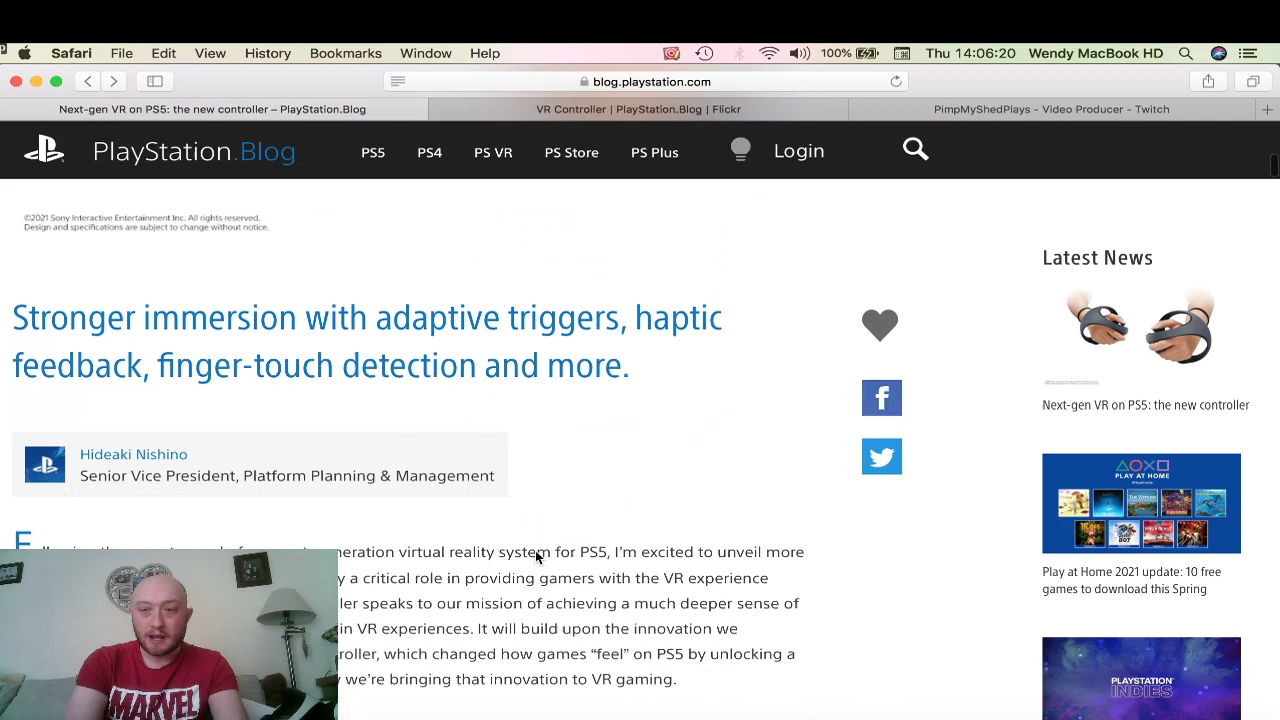 Safari File Edit View History Bookmarks Window Help 100% Thu 14:06:20 Wendy MacBook HD
blog.playstation.com
Next-gen VR on PS5: the new controller – PlayStation.Blog VR Controller | PlayStation.Blog | Flickr PimpMyShedPlays - Video Producer - Twitch
PlayStation.Blog PS5 PS4 PS VR PS Store PS Plus Login
©2021 Sony Interactive Entertainment Inc. All rights reserved.
Design and specifications are subject to change without notice.
Stronger immersion with adaptive triggers, haptic
feedback, finger-touch detection and more.
Hideaki Nishino
Senior Vice President, Platform Planning & Management
neration virtual reality system for PS5, I’m excited to unveil more
y a critical role in providing gamers with the VR experience
ler speaks to our mission of achieving a much deeper sense of
in VR experiences. It will build upon the innovation we
roller, which changed how games “feel” on PS5 by unlocking a
we’re bringing that innovation to VR gaming.
MARVEL
Latest News
Next-gen VR on PS5: the new controller
PLAY AT HOME
Play at Home 2021 update: 10 free
games to download this Spring
PLAYSTATION
INDIES